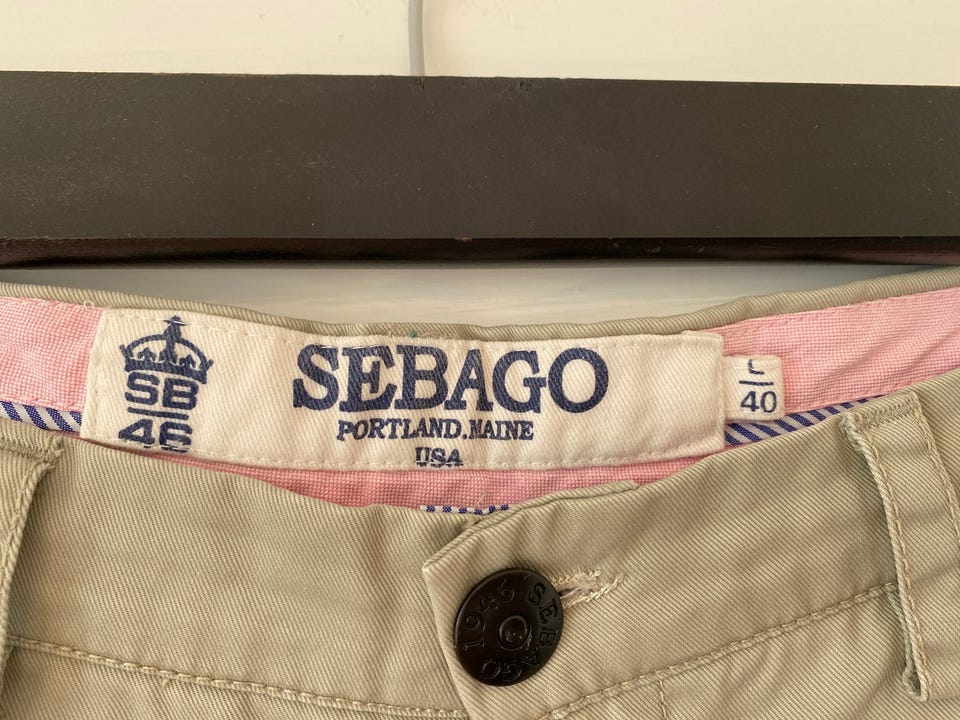 SB
46
SEBAGO
PORTLAND.MAINE
USA
L
40
1946 SEBAGO